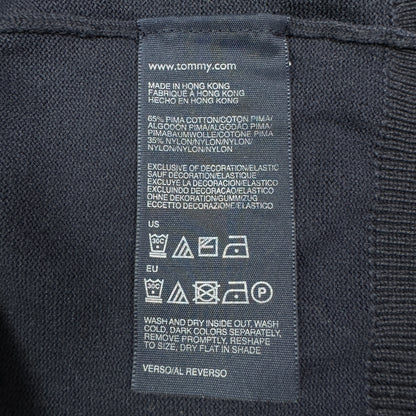 www.tommy.com
MADE IN HONG KONG
FABRIQUÉ À HONG KONG
HECHO EN HONG KONG
65% PIMA COTTON/COTON PIMA/
ALGODÓN PIMA/ALGODÃO PIMA/
PIMABAUMWOLLE/COTONE PIMA
35% NYLON/NYLON/NYLON/
NYLON/NYLON/NYLON
EXCLUSIVE OF DECORATION/ELASTIC
SAUF DÉCORATION/ÉLASTIQUE
EXCLUYE LA DECORACIÓN/ELÁSTICO
EXCLUINDO DECORAÇÃO/ELÁSTICO
OHNE DEKORATION/GUMMIZUG
ECCETTO DECORAZIONE/ELASTICO
US
30C
EU
30C P
WASH AND DRY INSIDE OUT, WASH
COLD, DARK COLORS SEPARATELY.
REMOVE PROMPTLY, RESHAPE
TO SIZE, DRY FLAT IN SHADE
VERSO/AL REVERSO